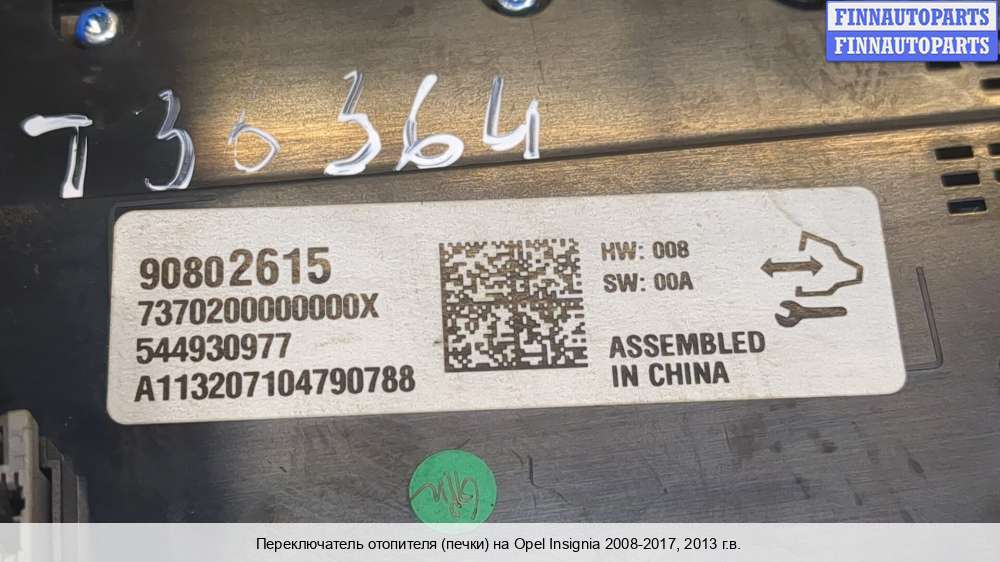 FINNAUTOPARTS
FINNAUTOPARTS
T30364
90802615
7370200000000X
544930977
A113207104790788
HW: 008
SW: 00A
ASSEMBLED
IN CHINA
Переключатель отопителя (печки) на Opel Insignia 2008-2017, 2013 г.в.